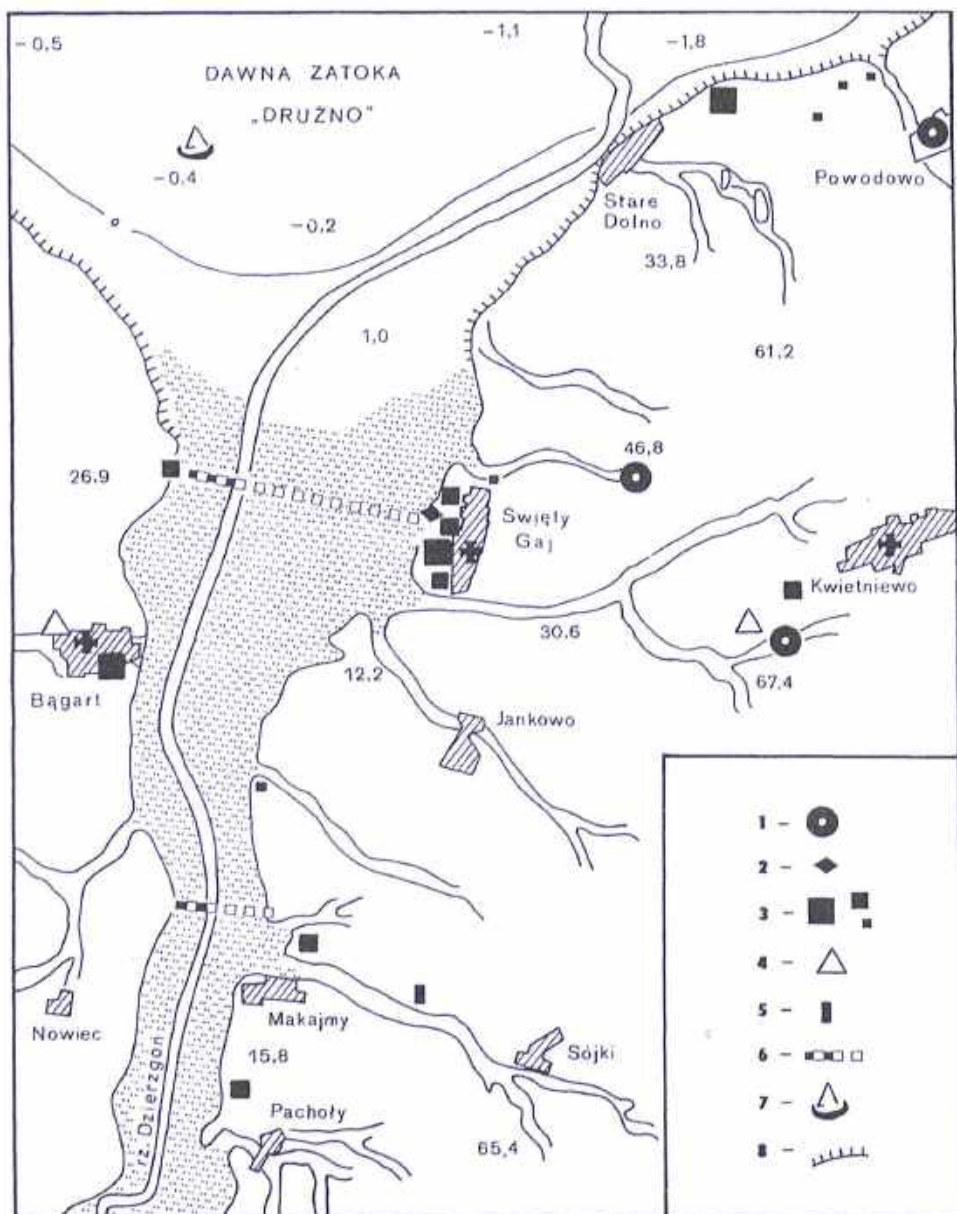 -0,5
-1,1
-1,8
DAWNA ZATOKA
„DRUŻNO"
-0,4
-0,2
Powodowo
Stare
Dolno
33,8
1,0
61,2
26.9
46,8
Święty
Gaj
Kwietniewo
30.6
12.2
67.4
Bągart
Jankowo
1 -
2 -
3 -
4 -
5 -
6 -
7 -
8 -
Nowiec
Makajmy
Sójki
15,8
rz. Dzierzgoń
Pachoły
65,4